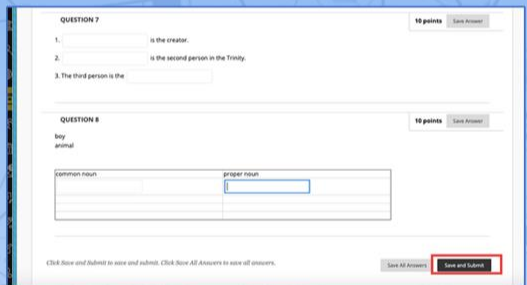 QUESTION 7
10 points
Save Answer
1. is the creator.
2. is the second person in the Trinity.
3. The third person is the
QUESTION 8
10 points
Save Answer
boy
animal
common noun proper noun
Click Save and Submit to save and submit. Click Save All Answers to save all answers.
Save All Answers
Save and Submit